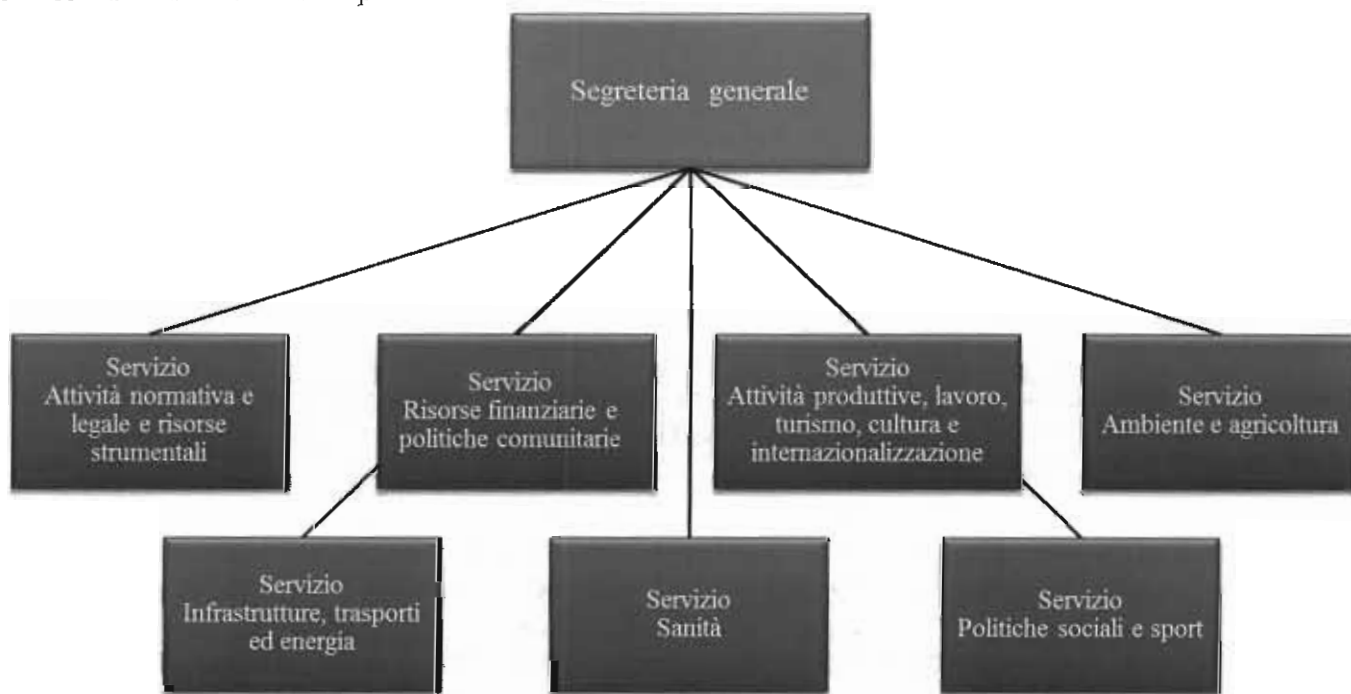 Segreteria generale
Servizio
Attività normativa e
legale e risorse
strumentali
Servizio
Risorse finanziarie e
politiche comunitarie
Servizio
Attività produttive, lavoro,
turismo, cultura e
internazionalizzazione
Servizio
Ambiente e agricoltura
Servizio
Infrastrutture, trasporti
ed energia
Servizio
Sanità
Servizio
Politiche sociali e sport